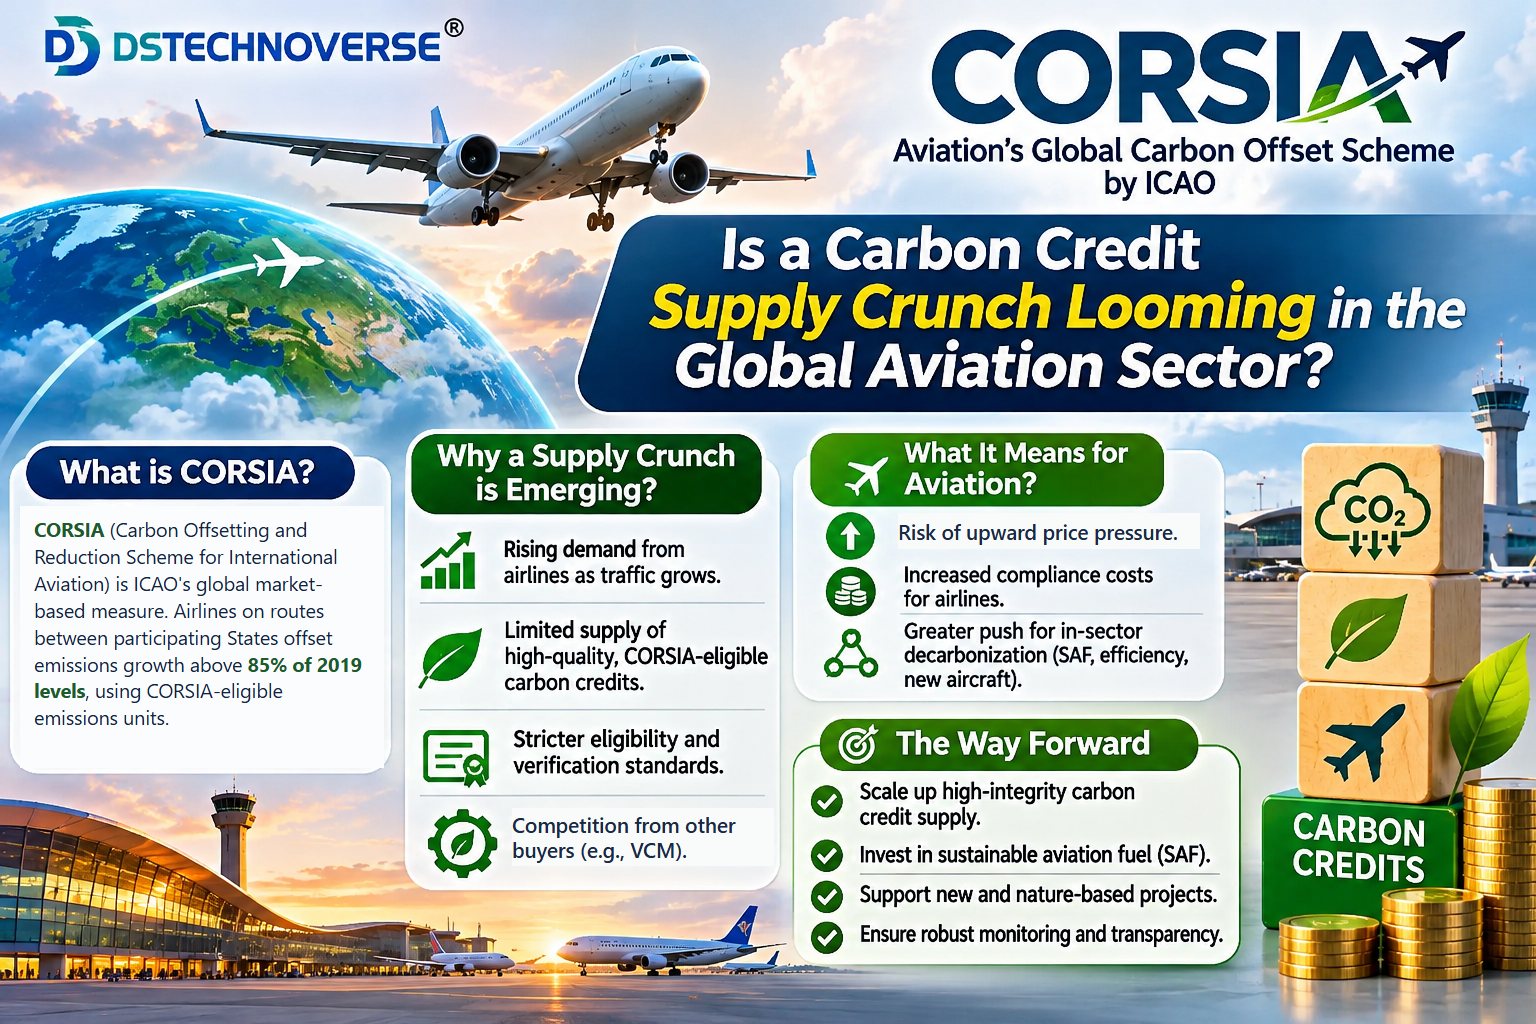 DSTECHNOVERSE®
CORSIA
Aviation's Global Carbon Offset Scheme
by ICAO
Is a Carbon Credit
Supply Crunch Looming in the
Global Aviation Sector?
What is CORSIA?
CORSIA (Carbon Offsetting and
Reduction Scheme for International
Aviation) is ICAO's global market-
based measure. Airlines on routes
between participating States offset
emissions growth above 85% of 2019
levels, using CORSIA-eligible
emissions units.
Why a Supply Crunch
is Emerging?
Rising demand from
airlines as traffic grows.
Limited supply of
high-quality, CORSIA-eligible
carbon credits.
Stricter eligibility and
verification standards.
Competition from other
buyers (e.g., VCM).
What It Means for
Aviation?
Risk of upward price pressure.
Increased compliance costs
for airlines.
Greater push for in-sector
decarbonization (SAF, efficiency,
new aircraft).
The Way Forward
Scale up high-integrity carbon
credit supply.
Invest in sustainable aviation fuel (SAF).
Support new and nature-based projects.
Ensure robust monitoring and transparency.
CO₂
CARBON
CREDITS